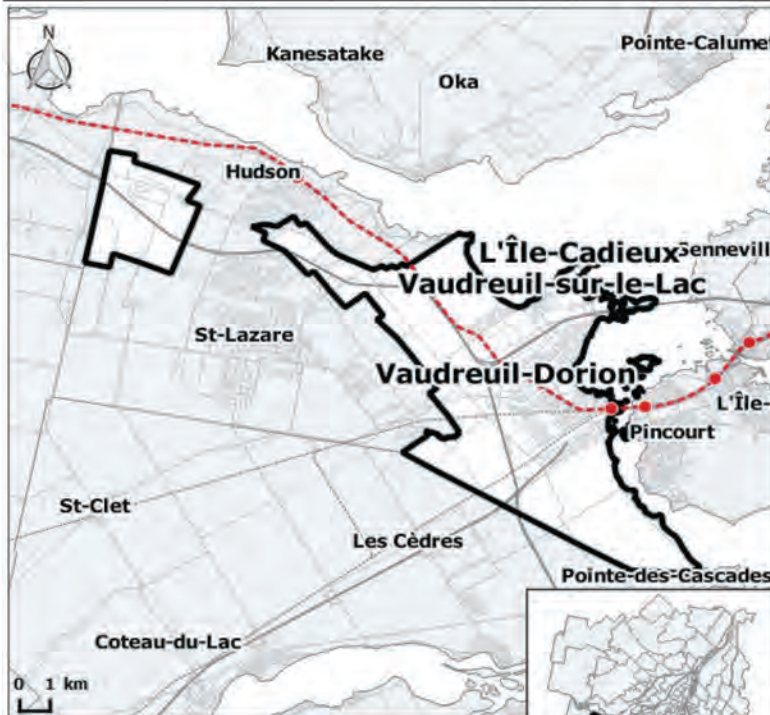 Pointe-Calumet
Kanesatake
N
Oka
Hudson
L'Île-Cadieux
Senneville
Vaudreuil-sur-le-Lac
St-Lazare
Vaudreuil-Dorion
L'Île-
Pincourt
St-Clet
Les Cèdres
Pointe-des-Cascades
Coteau-du-Lac
0 1 km